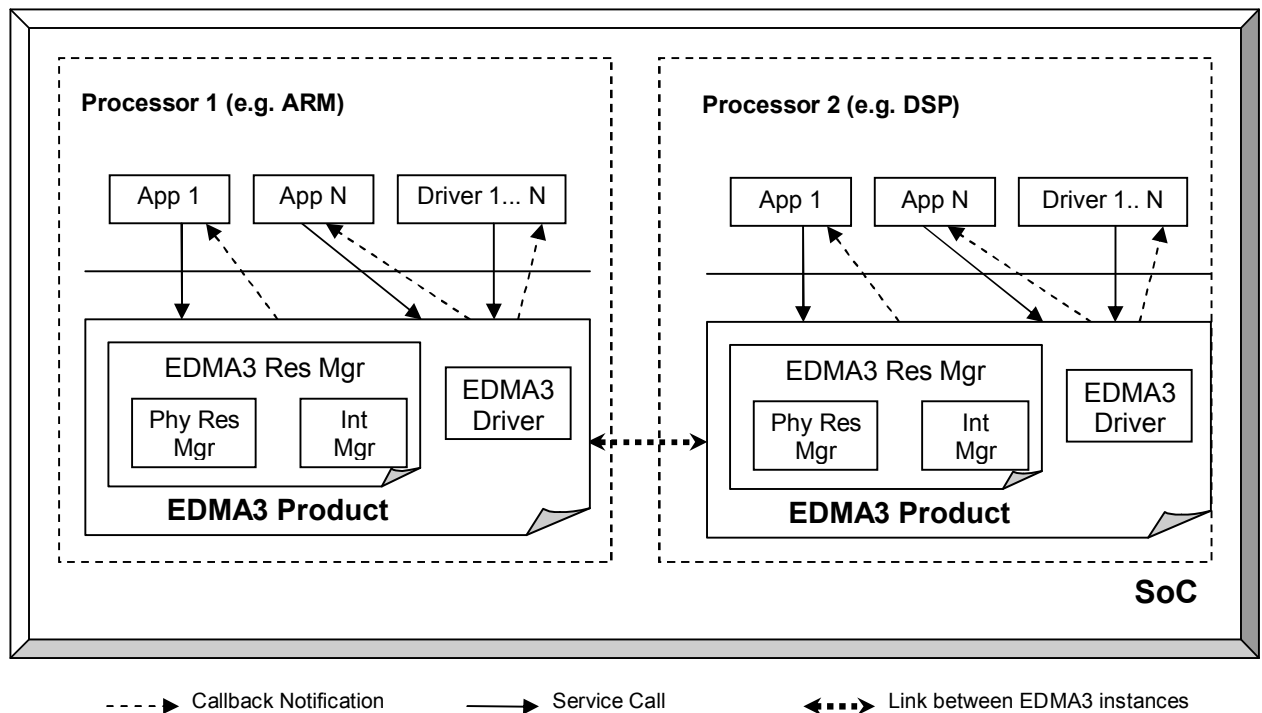 Processor 1 (e.g. ARM)
App 1
App N
Driver 1... N
EDMA3 Res Mgr
Phy Res
Mgr
Int
Mgr
EDMA3
Driver
EDMA3 Product
Processor 2 (e.g. DSP)
App 1
App N
Driver 1.. N
EDMA3 Res Mgr
Phy Res
Mgr
Int
Mgr
EDMA3
Driver
EDMA3 Product
SoC
Callback Notification
Service Call
Link between EDMA3 instances